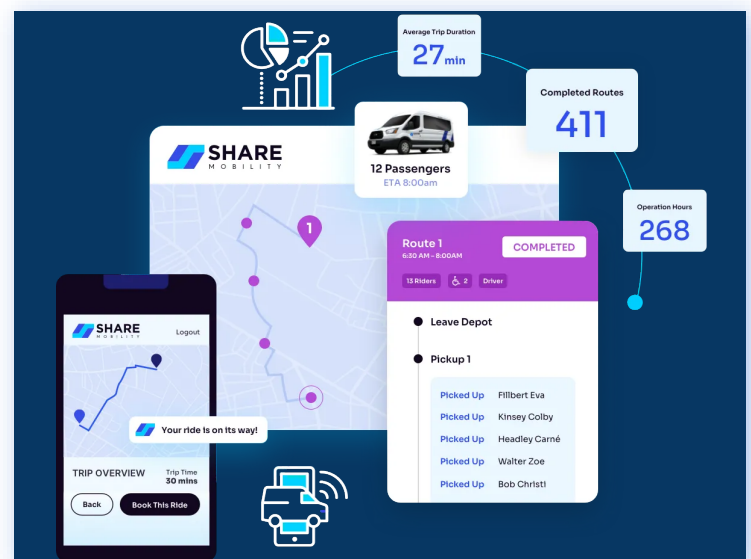 Average Trip Duration
27 min
Completed Routes
411
Operation Hours
268
SHARE
MOBILITY
12 Passengers
ETA 8:00am
1
Route 1
6:30 AM - 8:00AM
COMPLETED
13 Riders
2
Driver
Leave Depot
Pickup 1
Picked Up Fillbert Eva
Picked Up Kinsey Colby
Picked Up Headley Carné
Picked Up Walter Zoe
Picked Up Bob Christi
SHARE
MOBILITY
Logout
Your ride is on its way!
TRIP OVERVIEW
Trip Time
30 mins
Back
Book This Ride